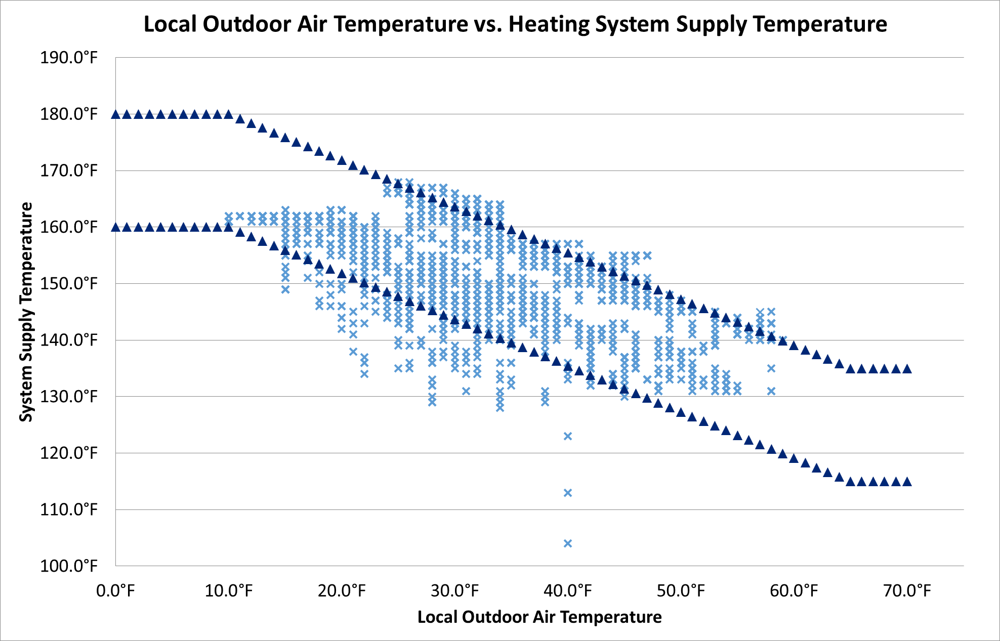 Local Outdoor Air Temperature vs. Heating System Supply Temperature
190.0°F
180.0°F
170.0°F
160.0°F
150.0°F
140.0°F
130.0°F
120.0°F
110.0°F
100.0°F
System Supply Temperature
0.0°F 10.0°F 20.0°F 30.0°F 40.0°F 50.0°F 60.0°F 70.0°F
Local Outdoor Air Temperature